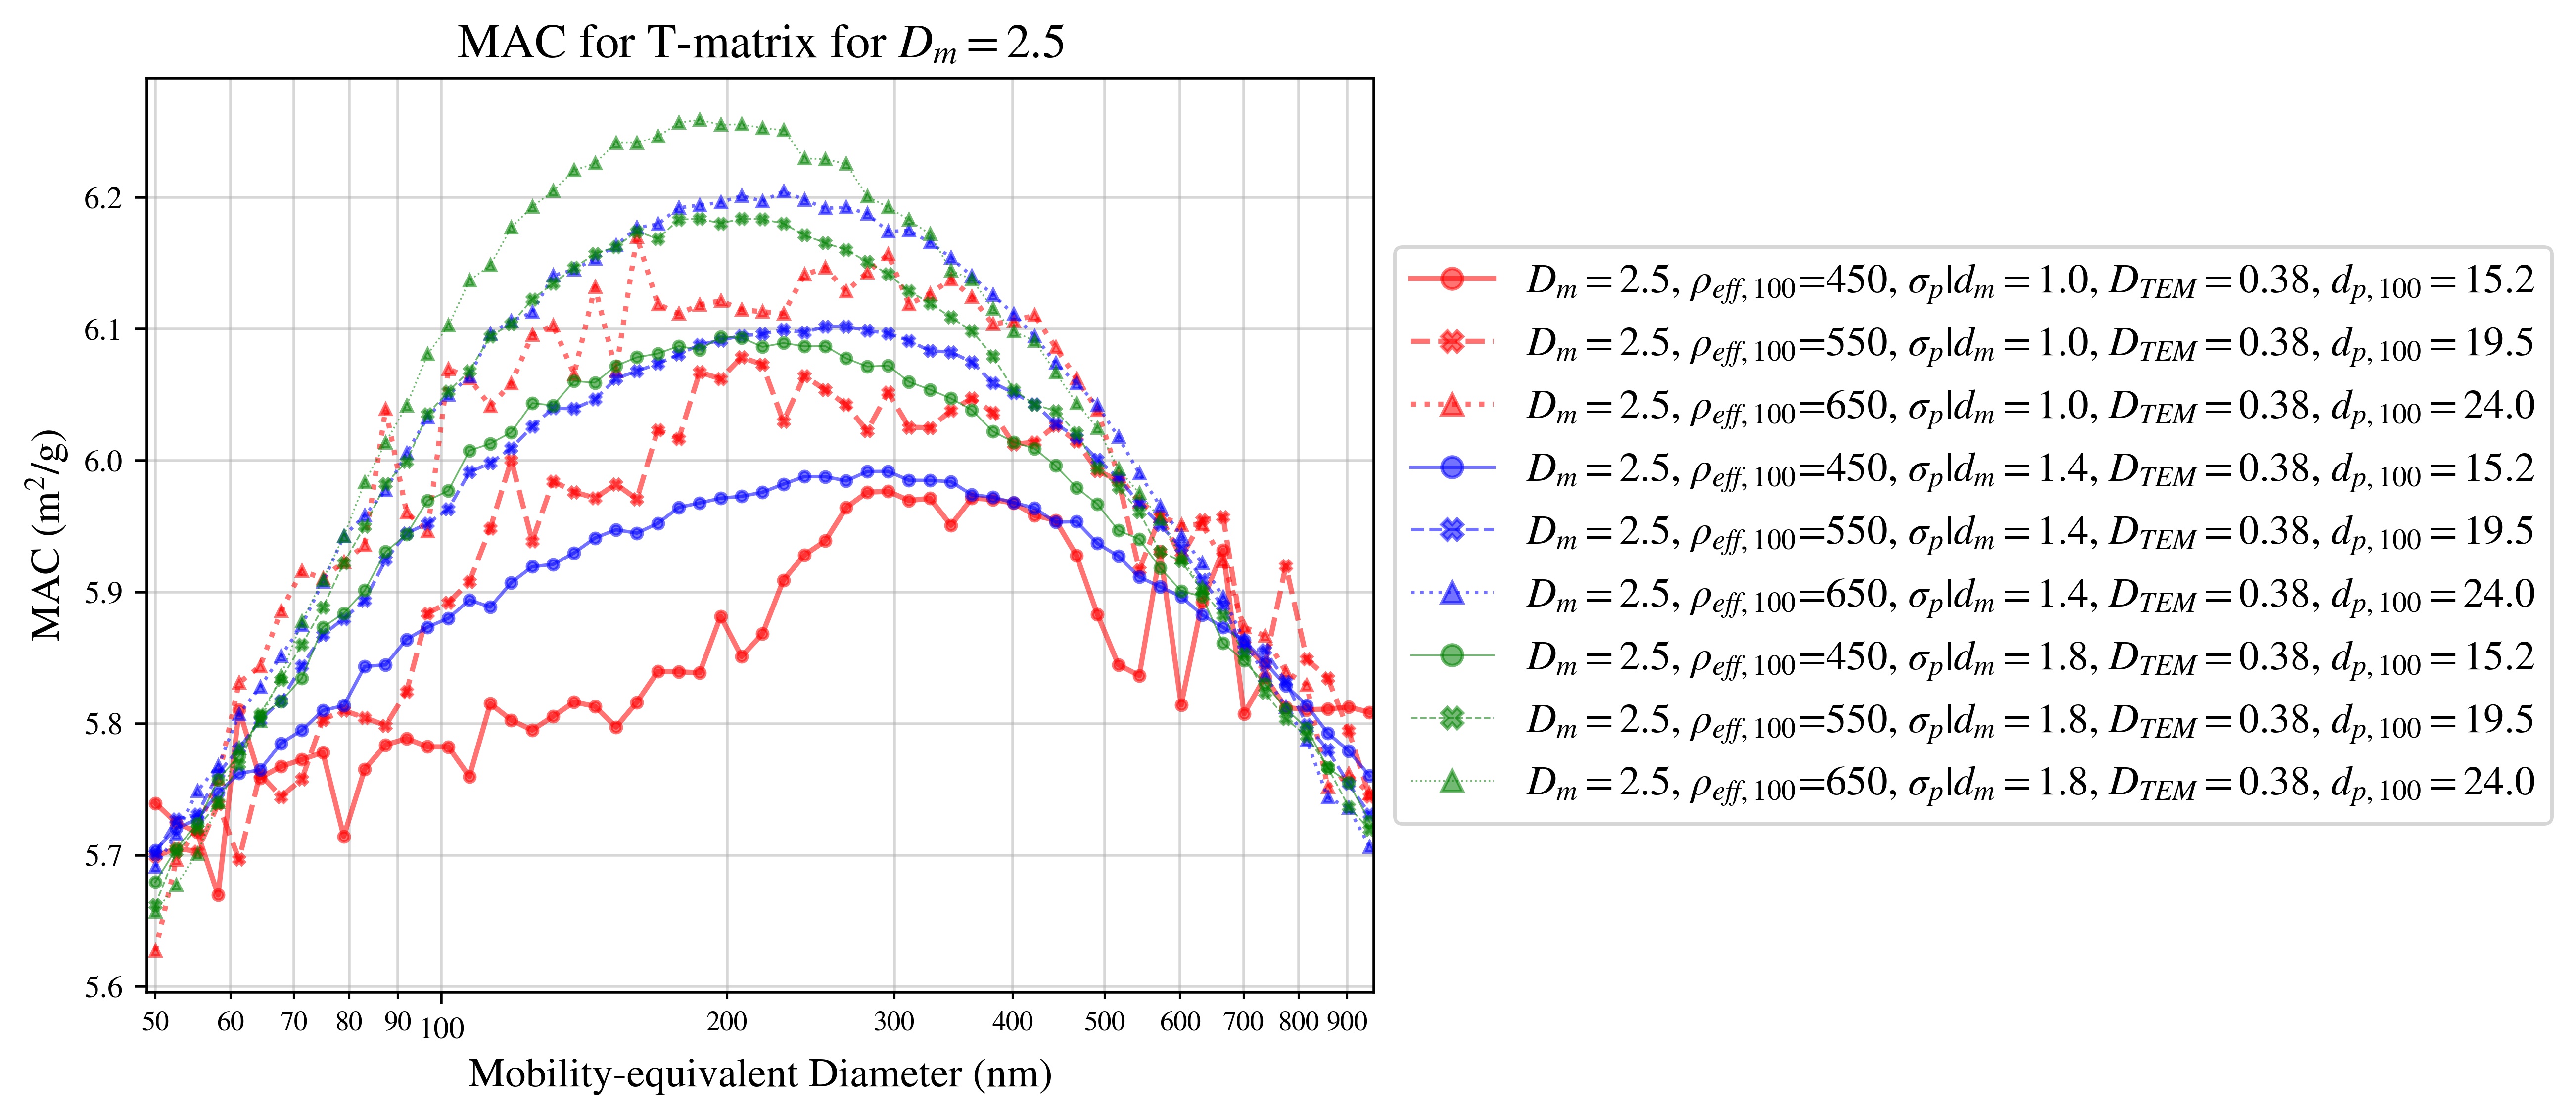 MAC for T-matrix for D_m = 2.5
MAC (m²/g)
6.2
6.1
6.0
5.9
5.8
5.7
5.6
50 60 70 80 90 100 200 300 400 500 600 700 800 900
Mobility-equivalent Diameter (nm)
D_m = 2.5, ρ_eff, 100=450, σ_p|d_m = 1.0, D_TEM = 0.38, d_p, 100 = 15.2
D_m = 2.5, ρ_eff, 100=550, σ_p|d_m = 1.0, D_TEM = 0.38, d_p, 100 = 19.5
D_m = 2.5, ρ_eff, 100=650, σ_p|d_m = 1.0, D_TEM = 0.38, d_p, 100 = 24.0
D_m = 2.5, ρ_eff, 100=450, σ_p|d_m = 1.4, D_TEM = 0.38, d_p, 100 = 15.2
D_m = 2.5, ρ_eff, 100=550, σ_p|d_m = 1.4, D_TEM = 0.38, d_p, 100 = 19.5
D_m = 2.5, ρ_eff, 100=650, σ_p|d_m = 1.4, D_TEM = 0.38, d_p, 100 = 24.0
D_m = 2.5, ρ_eff, 100=450, σ_p|d_m = 1.8, D_TEM = 0.38, d_p, 100 = 15.2
D_m = 2.5, ρ_eff, 100=550, σ_p|d_m = 1.8, D_TEM = 0.38, d_p, 100 = 19.5
D_m = 2.5, ρ_eff, 100=650, σ_p|d_m = 1.8, D_TEM = 0.38, d_p, 100 = 24.0